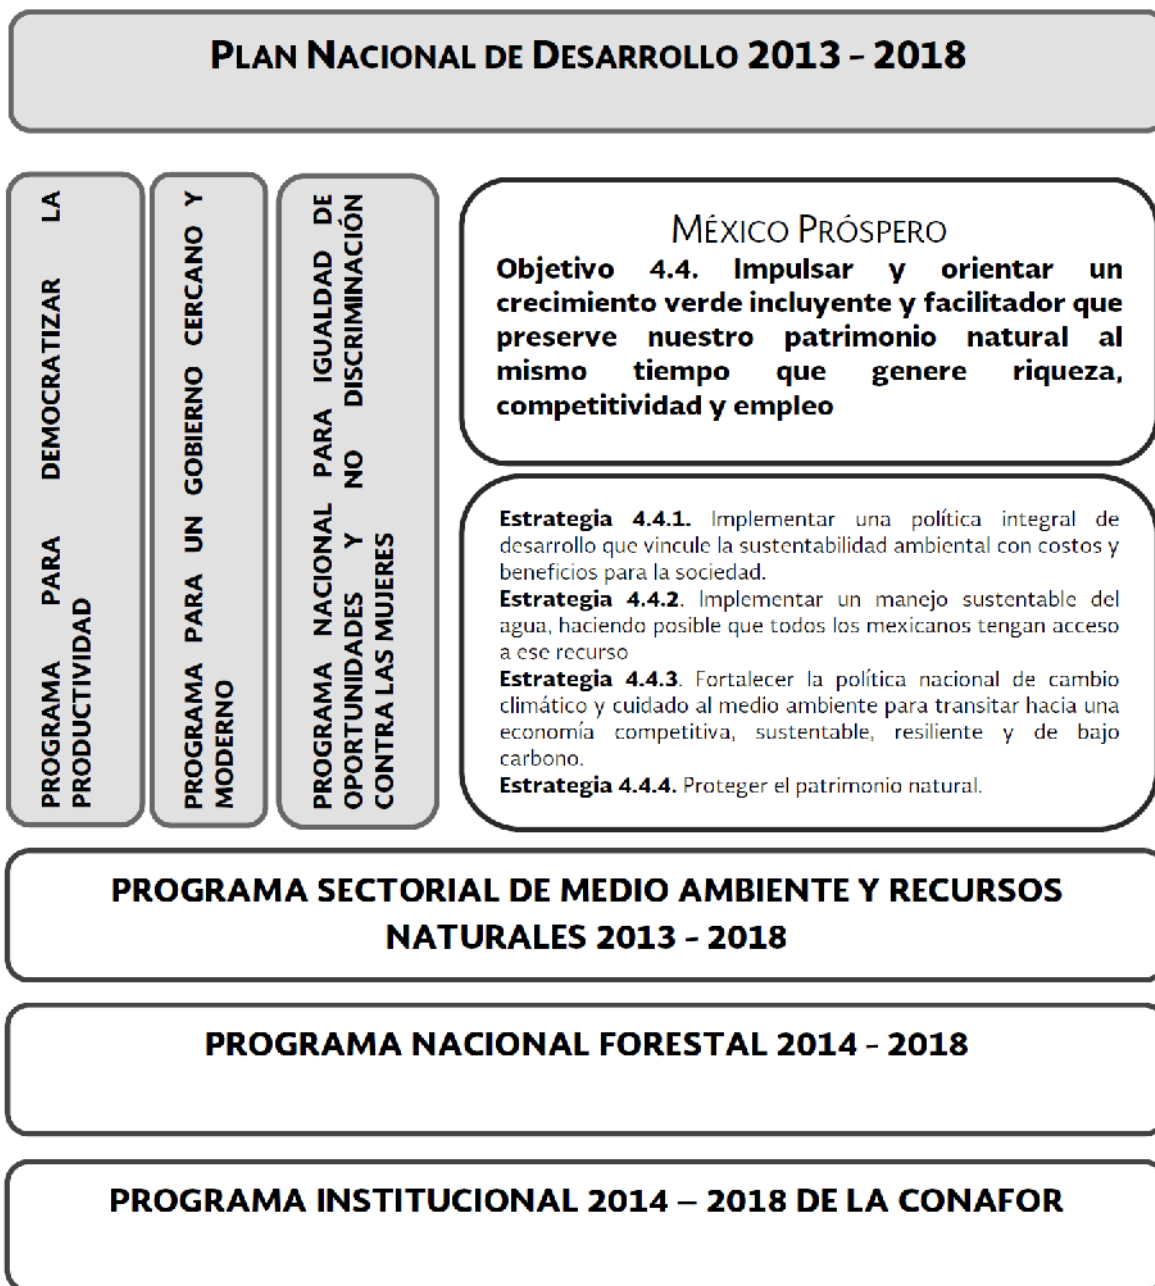 PLAN NACIONAL DE DESARROLLO 2013 - 2018
PROGRAMA PARA DEMOCRATIZAR LA
PRODUCTIVIDAD
PROGRAMA PARA UN GOBIERNO CERCANO Y
MODERNO
PROGRAMA NACIONAL PARA IGUALDAD DE
OPORTUNIDADES Y NO DISCRIMINACIÓN
CONTRA LAS MUJERES
MÉXICO PRÓSPERO
Objetivo 4.4. Impulsar y orientar un
crecimiento verde incluyente y facilitador que
preserve nuestro patrimonio natural al
mismo tiempo que genere riqueza,
competitividad y empleo
Estrategia 4.4.1. Implementar una política integral de
desarrollo que vincule la sustentabilidad ambiental con costos y
beneficios para la sociedad.
Estrategia 4.4.2. Implementar un manejo sustentable del
agua, haciendo posible que todos los mexicanos tengan acceso
a ese recurso
Estrategia 4.4.3. Fortalecer la política nacional de cambio
climático y cuidado al medio ambiente para transitar hacia una
economía competitiva, sustentable, resiliente y de bajo
carbono.
Estrategia 4.4.4. Proteger el patrimonio natural.
PROGRAMA SECTORIAL DE MEDIO AMBIENTE Y RECURSOS
NATURALES 2013 - 2018
PROGRAMA NACIONAL FORESTAL 2014 - 2018
PROGRAMA INSTITUCIONAL 2014 – 2018 DE LA CONAFOR